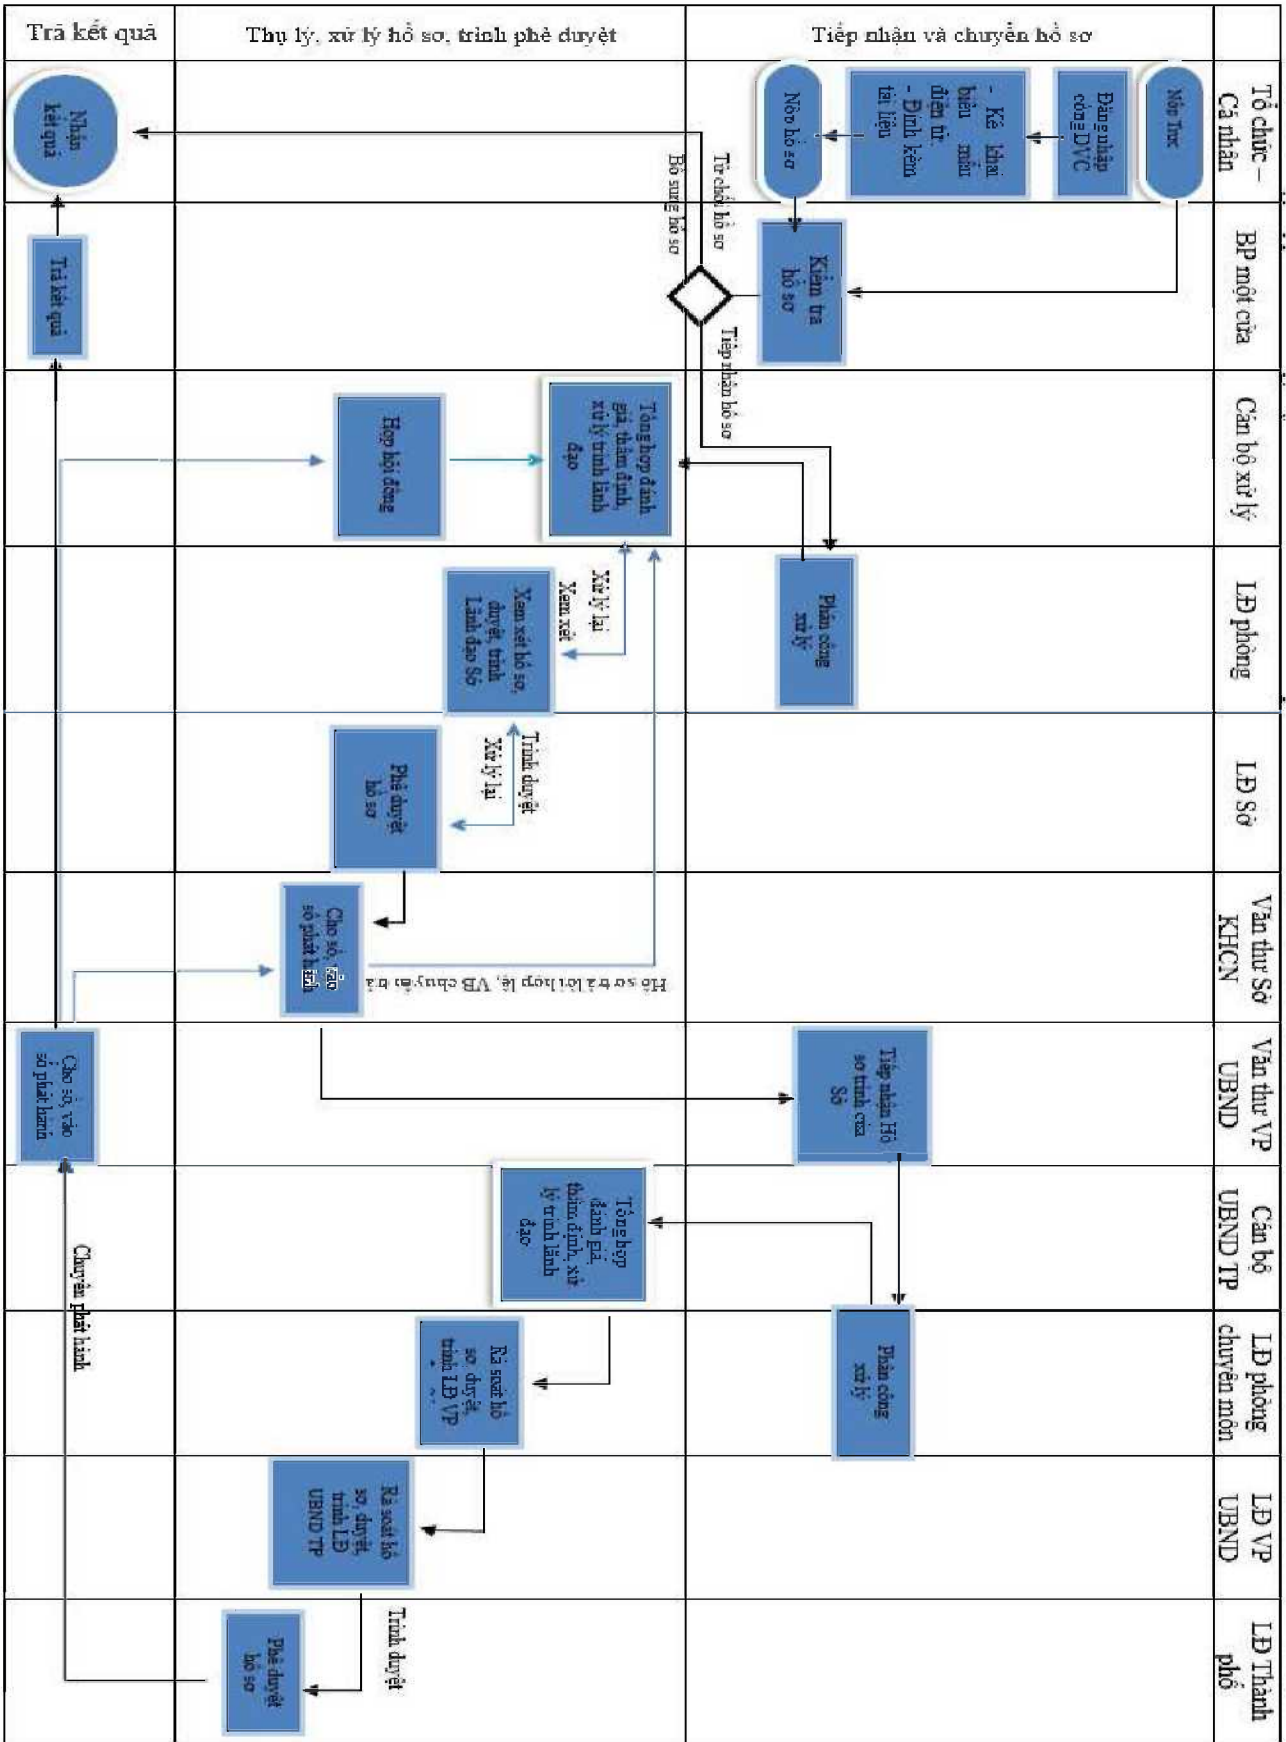 Tổ chức –
Cá nhân
BP một cửa
Cán bộ xử lý
LĐ phòng
LĐ Sở
Văn thư Sở
KHCN
Văn thư VP
UBND
Cán bộ
UBND TP
LĐ phòng
chuyên môn
LĐ VP
UBND
LĐ Thành
phố
Tiếp nhận và chuyển hồ sơ
Nộp Trực
Đăng nhập
cổng DVC
- Kê khai
biểu mẫu
điện tử.
- Đính kèm
tài liệu
Nộp hồ sơ
Kiểm tra
hồ sơ
Từ chối hồ sơ
Bổ sung hồ sơ
Tiếp nhận hồ sơ
Phân công
xử lý
Tiếp nhận Hồ
sơ trình của
Sở
Phân công
xử lý
Thụ lý, xử lý hồ sơ, trình phê duyệt
Tổng hợp đánh
giá, thẩm định,
xử lý trình lãnh
đạo
Họp hội đồng
Xử lý lại
Xem xét
Xem xét hồ sơ,
duyệt, trình
Lãnh đạo Sở
Trình duyệt
Xử lý lại
Phê duyệt
hồ sơ
Cho số, vào
sổ phát hành
Hồ sơ trả lời hợp lệ, VB chuyển trả
Tổng hợp
đánh giá,
thẩm định, xử
lý trình lãnh
đạo
Rà soát hồ
sơ, duyệt,
trình LĐ VP
Rà soát hồ
sơ, duyệt,
trình LĐ
UBND TP
Trình duyệt
Phê duyệt
hồ sơ
Trả kết quả
Nhận
kết quả
Trả kết quả
Cho số, vào
sổ phát hành
Chuyển phát hành